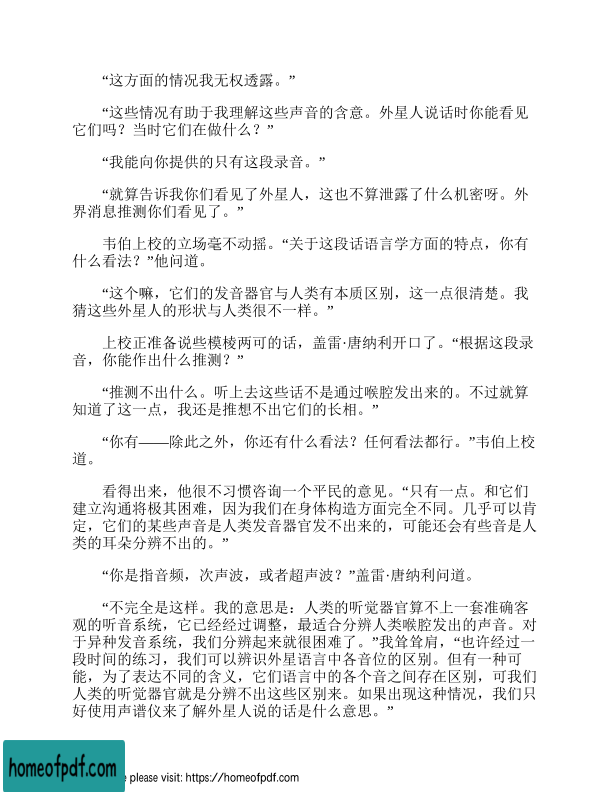 “这方面的情况我无权透露。”
“这些情况有助于我理解这些声音的含意。外星人说话时你能看见
它们吗？当时它们在做什么？”
“我能向你提供的只有这段录音。”
“就算告诉我你们看见了外星人，这也不算泄露了什么机密呀。外
界消息推测你们看见了。”
韦伯上校的立场毫不动摇。“关于这段话语言学方面的特点，你有
什么看法？”他问道。
“这个嘛，它们的发音器官与人类有本质区别，这一点很清楚。我
猜这些外星人的形状与人类很不一样。”
上校正准备说些模棱两可的话，盖雷·唐纳利开口了。“根据这段录
音，你能作出什么推测？”
“推测不出什么。听上去这些话不是通过喉腔发出来的。不过就算
知道了这一点，我还是推想不出它们的长相。”
“你有——除此之外，你还有什么看法？任何看法都行。”韦伯上校
道。
看得出来，他很不习惯咨询一个平民的意见。“只有一点。和它们
建立沟通将极其困难，因为我们在身体构造方面完全不同。几乎可以肯
定，它们的某些声音是人类发音器官发不出来的，可能还会有些音是人
类的耳朵分辨不出的。”
“你是指音频，次声波，或者超声波？”盖雷·唐纳利问道。
“不完全是这样。我的意思是：人类的听觉器官算不上一套准确客
观的听音系统，它已经经过调整，最适合分辨人类喉腔发出的声音。对
于异种发音系统，我们分辨起来就很困难了。”我耸耸肩，“也许经过一
段时间的练习，我们可以辨识外星语言中各音位的区别。但有一种可
能，为了表达不同的含义，它们语言中的各个音之间存在区别，可我们
人类的听觉器官就是分辨不出这些区别来。如果出现这种情况，我们只
好使用声谱仪来了解外星人说的话是什么意思。”
homeofpdf.com
e please visit: https://homeofpdf.com